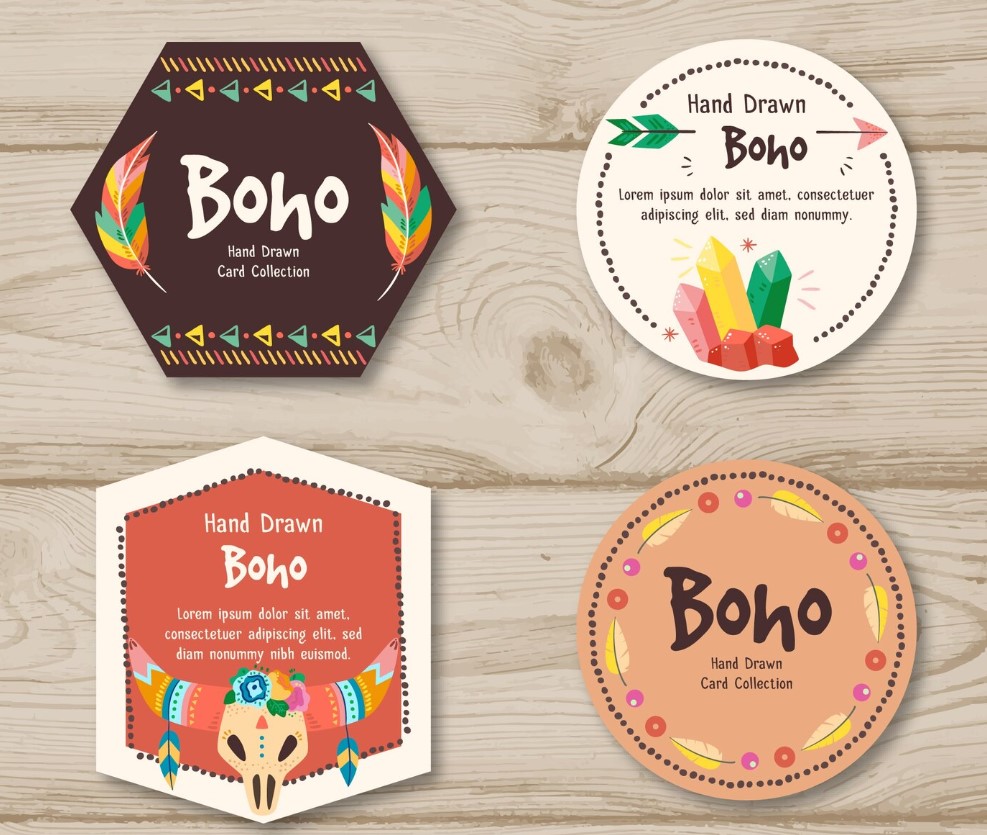 Boho
Hand Drawn
Card Collection
Hand Drawn
Boho
Lorem ipsum dolor sit amet, consectetuer
adipiscing elit, sed diam nonummy.
Hand Drawn
Boho
Lorem ipsum dolor sit amet,
consectetuer adipiscing elit, sed
diam nonummy nibh euismod.
Boho
Hand Drawn
Card Collection